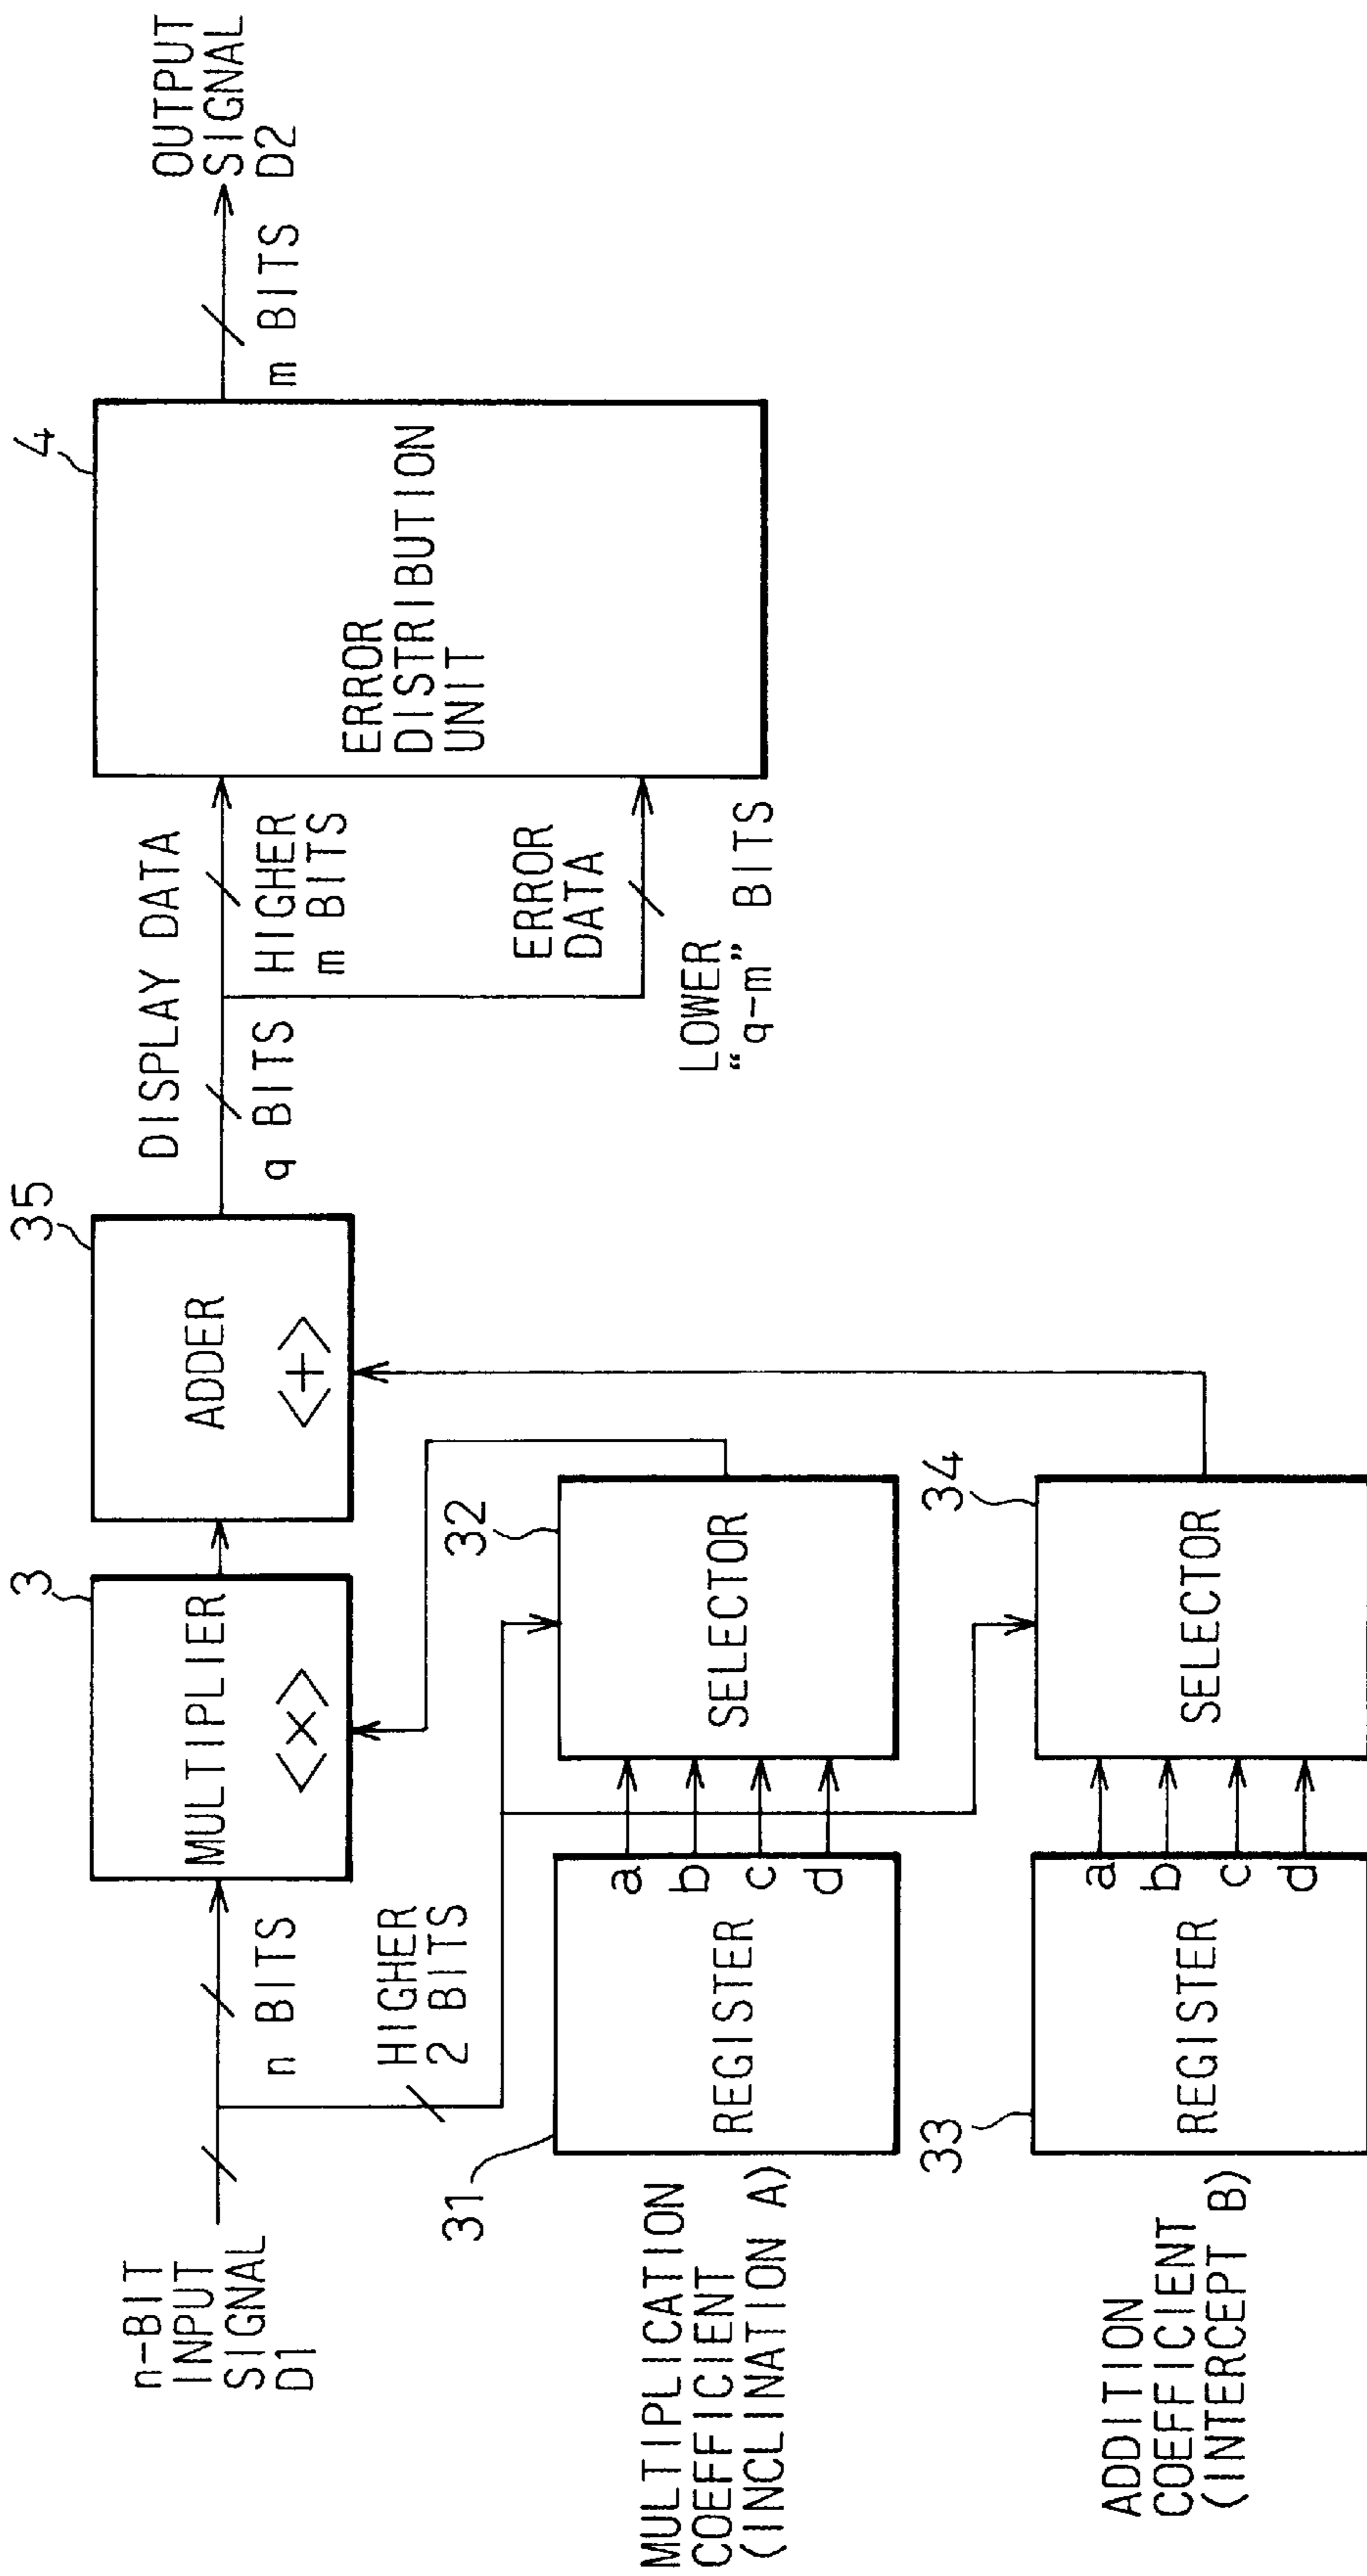 n-BIT
INPUT
SIGNAL
D1
n BITS
HIGHER
2 BITS
3
MULTIPLIER
<×>
35
ADDER
<+>
DISPLAY DATA
q BITS
HIGHER
m BITS
ERROR
DATA
LOWER
“q-m” BITS
4
ERROR
DISTRIBUTION
UNIT
m BITS
OUTPUT
SIGNAL
D2
MULTIPLICATION
COEFFICIENT
(INCLINATION A)
31
REGISTER
a
b
c
d
32
SELECTOR
ADDITION
COEFFICIENT
(INTERCEPT B)
33
REGISTER
a
b
c
d
34
SELECTOR